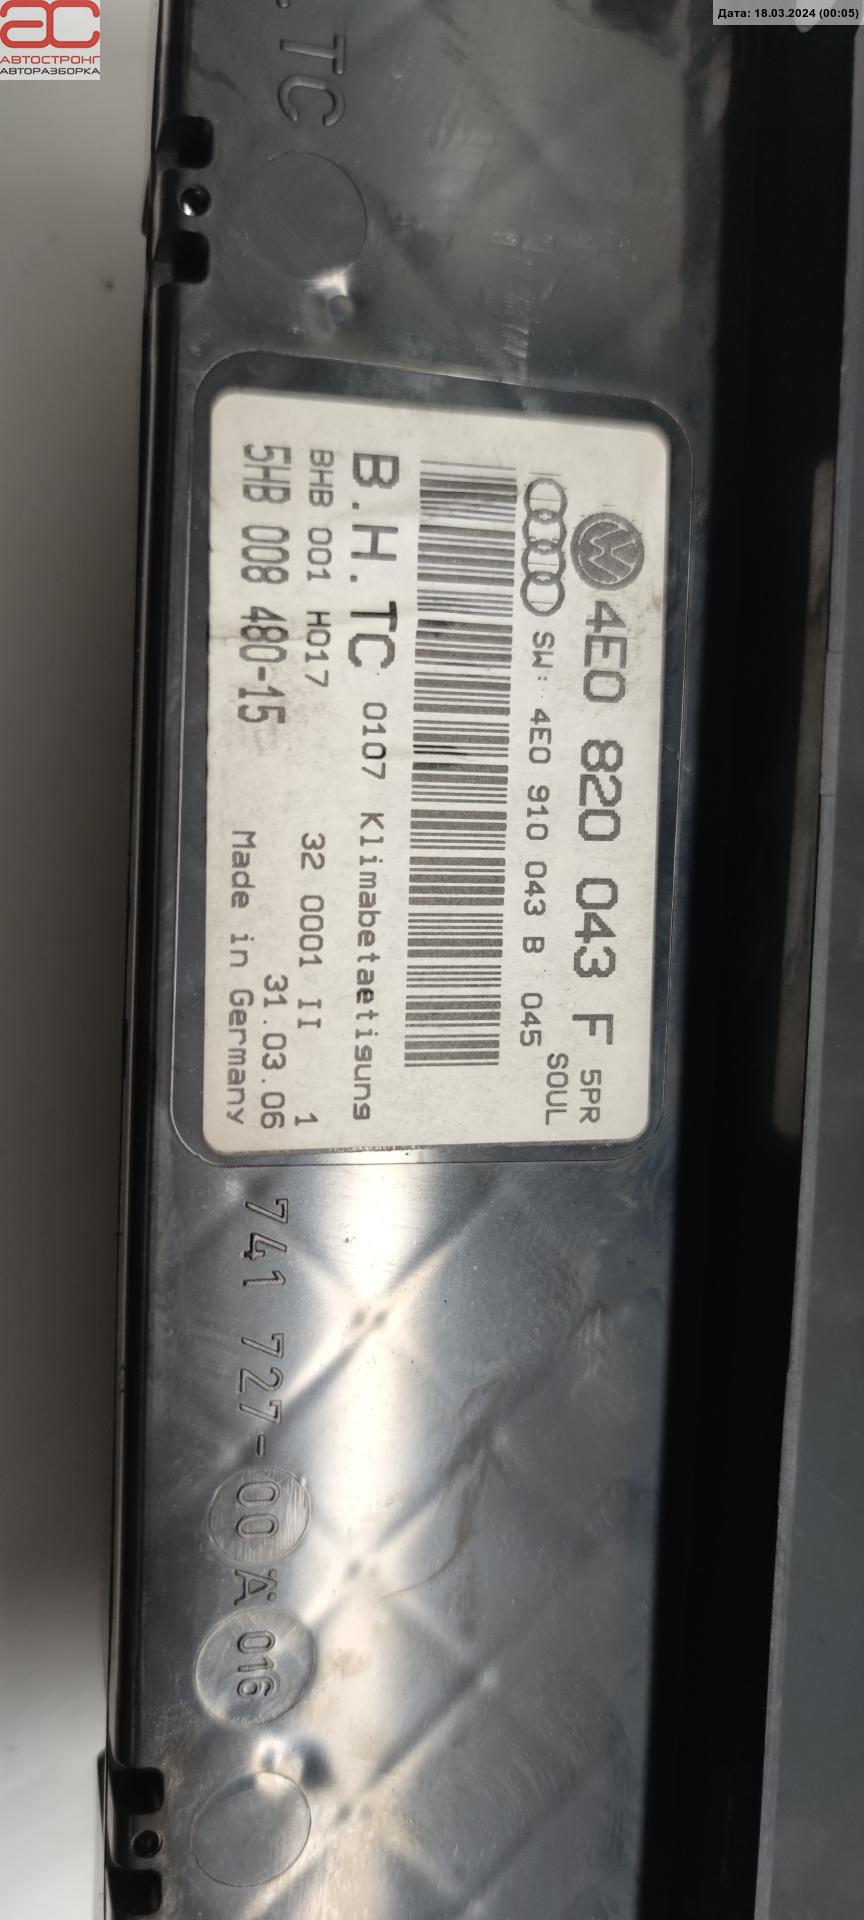 АВТОСТРОНГ
АВТОРАЗБОРКА
Дата: 18.03.2024 (00:05)
.TC
4E0 820 043 F 5PR
SOUL
SW: 4E0 910 043 B 045
B.H.TC 0107 Klimabetaetigung
BHB 001 H017 32 0001 II 1
5HB 008 480-15 31.03.06
Made in Germany
741 727-00 Ä 016